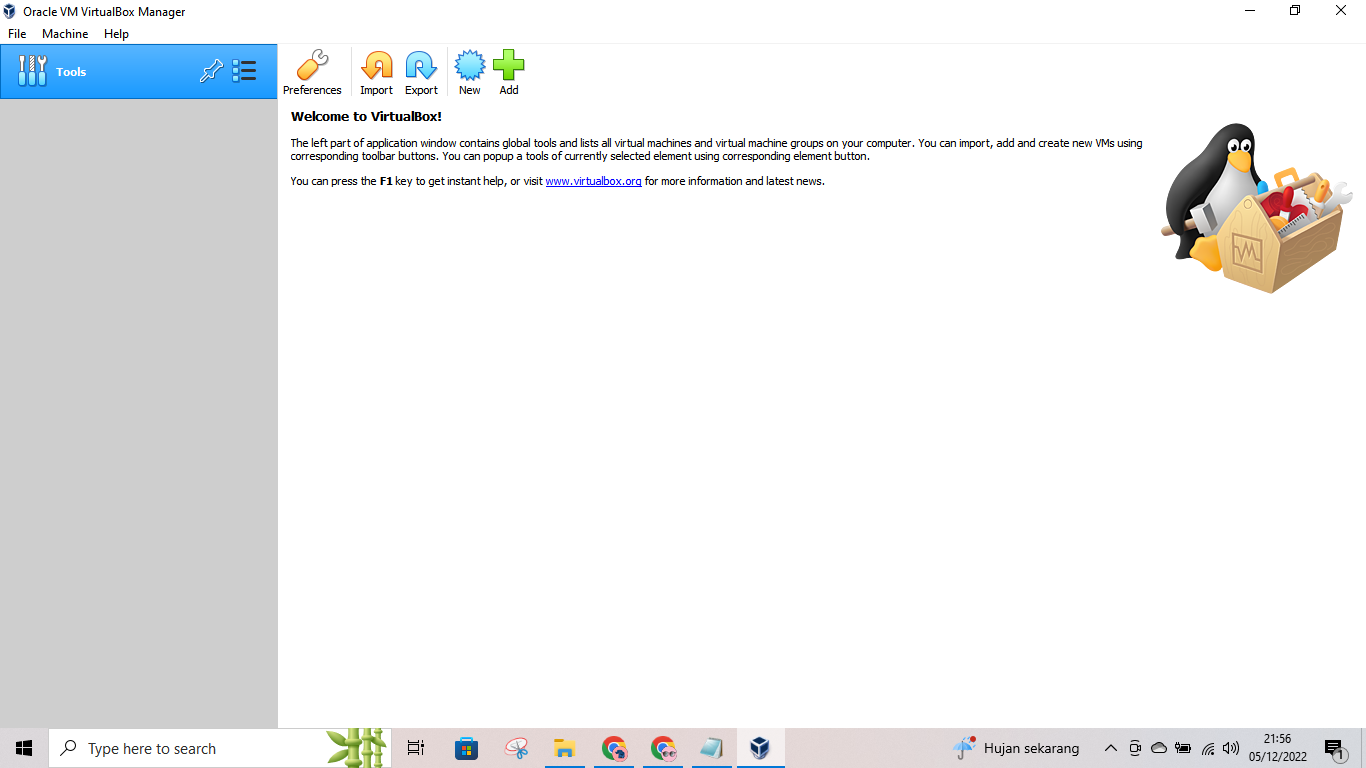 Oracle VM VirtualBox Manager
File Machine Help
Tools
Preferences Import Export New Add
Welcome to VirtualBox!
The left part of application window contains global tools and lists all virtual machines and virtual machine groups on your computer. You can import, add and create new VMs using
corresponding toolbar buttons. You can popup a tools of currently selected element using corresponding element button.
You can press the F1 key to get instant help, or visit www.virtualbox.org for more information and latest news.
Type here to search
Hujan sekarang
21:56
05/12/2022
1